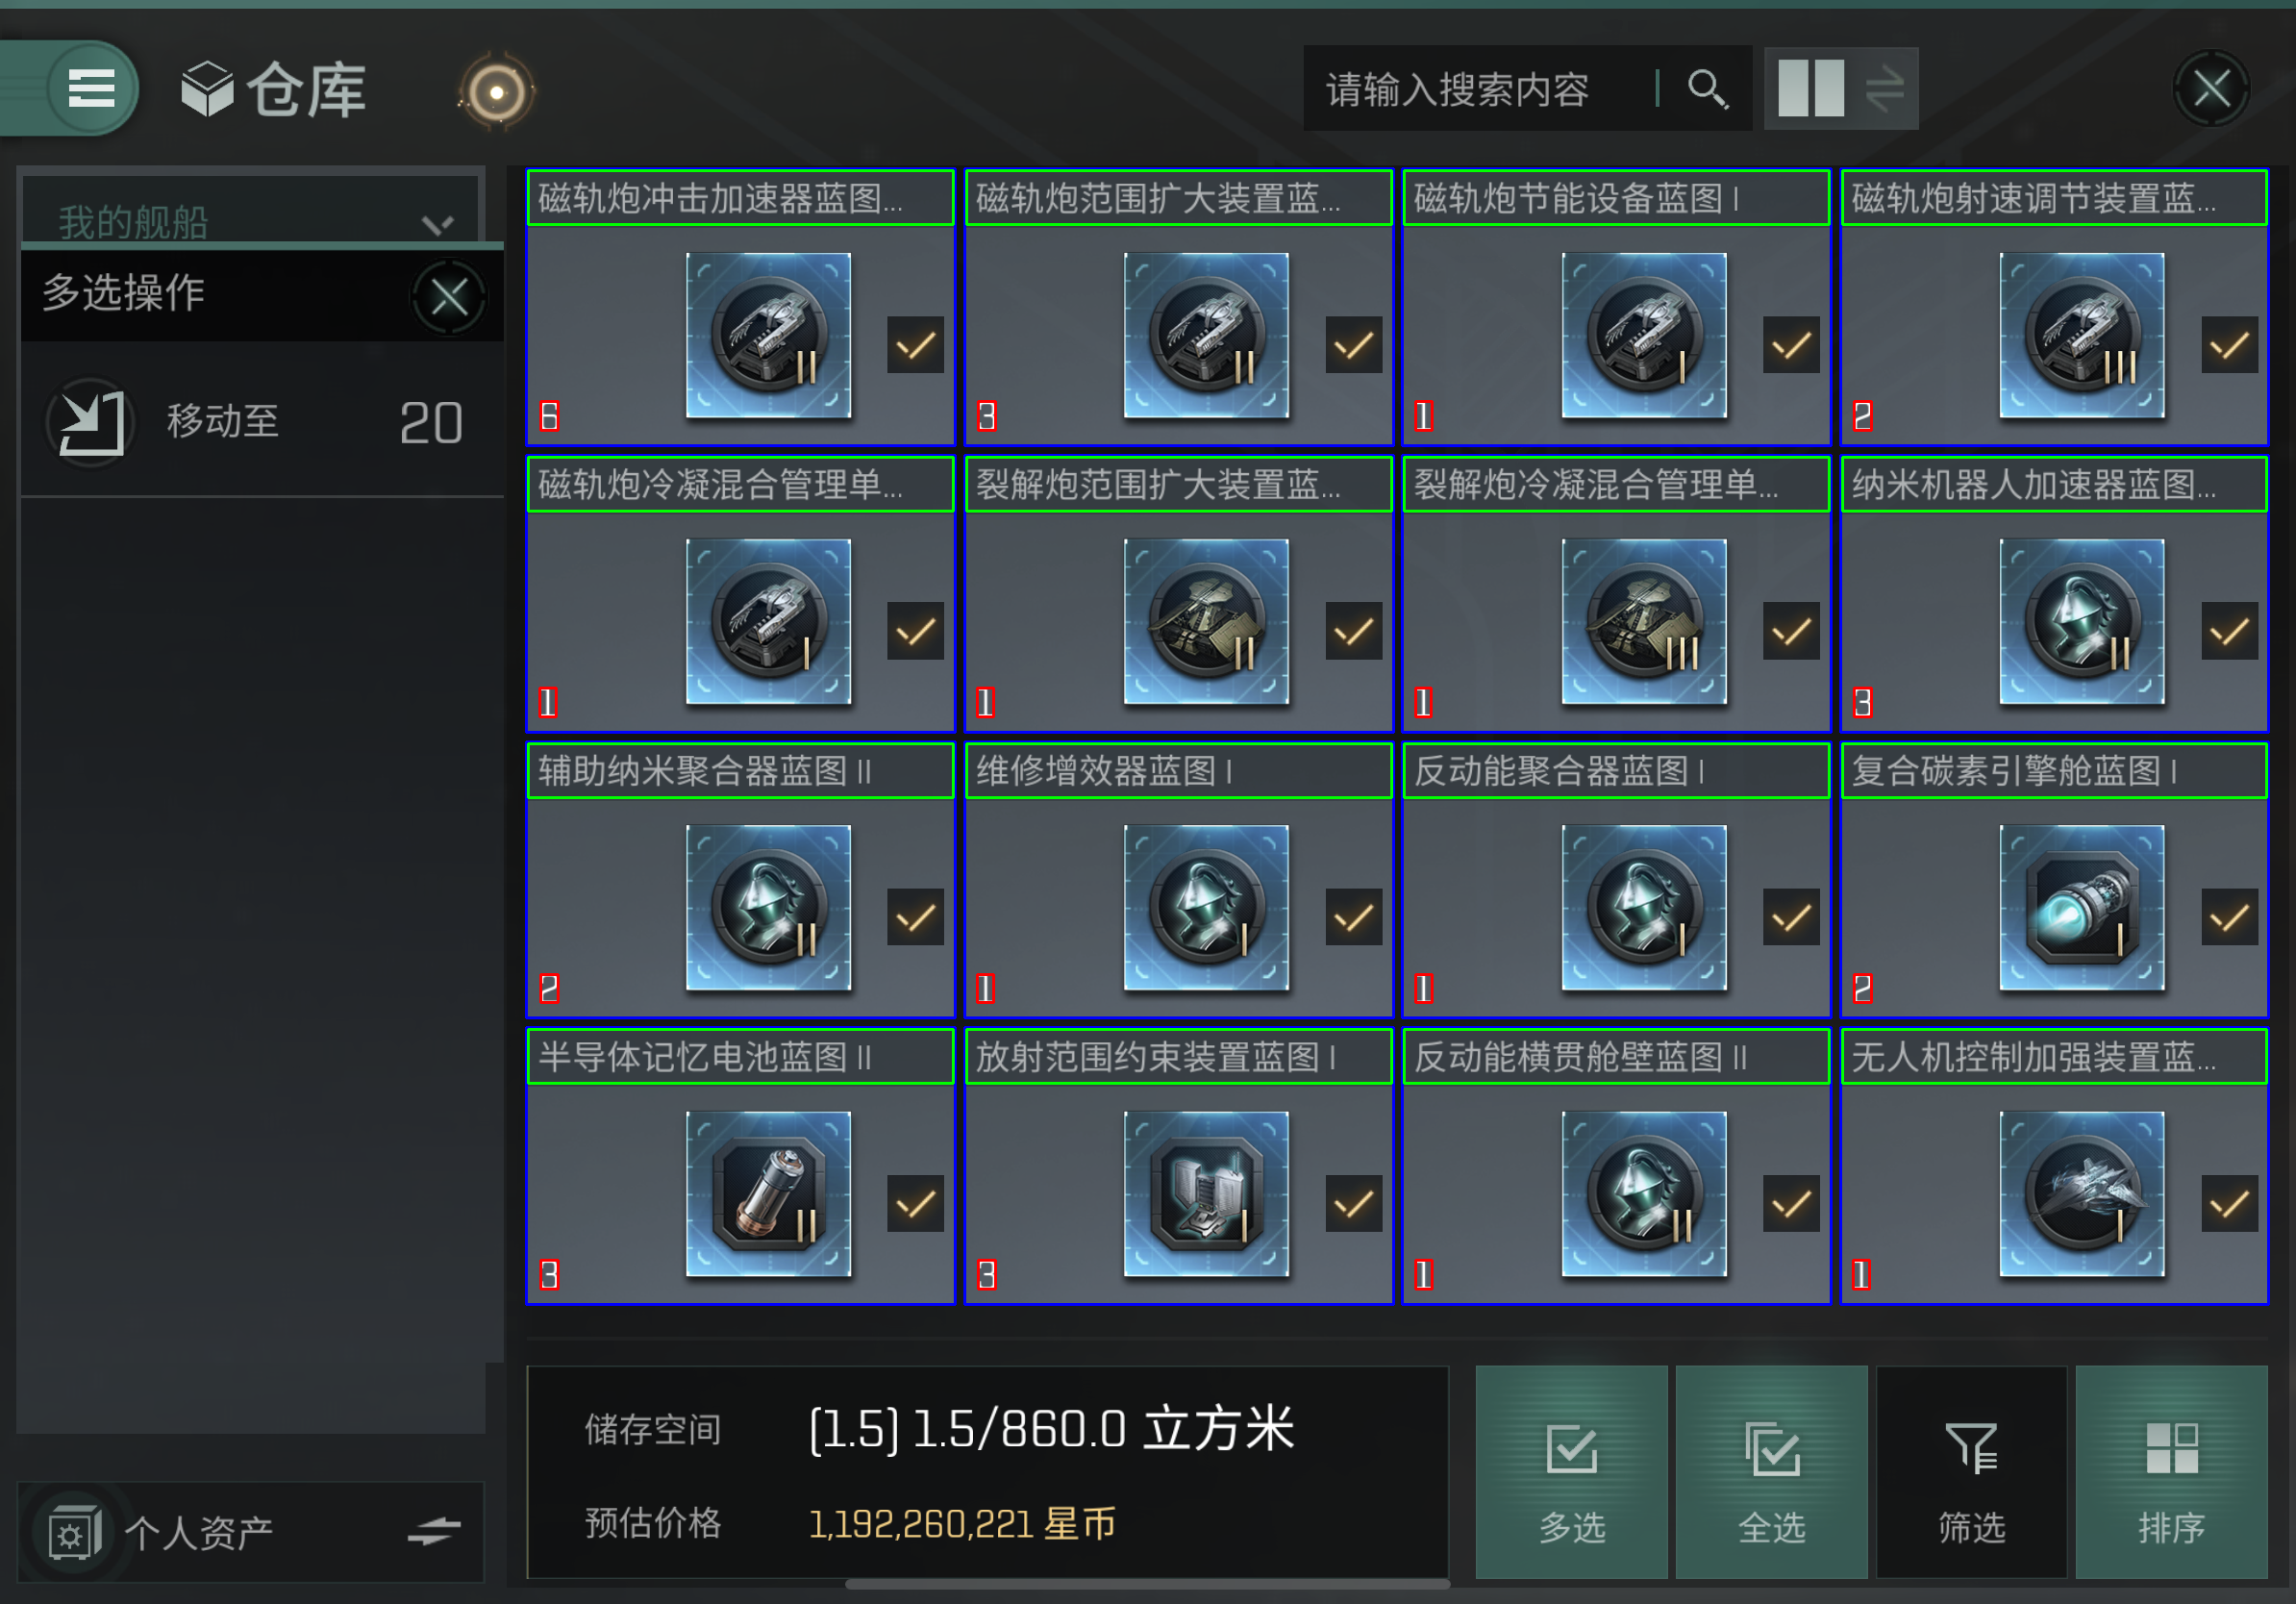 仓库
请输入搜索内容
我的舰船
多选操作
移动至 20
磁轨炮冲击加速器蓝图...
II
6
磁轨炮范围扩大装置蓝...
II
3
磁轨炮节能设备蓝图 I
I
1
磁轨炮射速调节装置蓝...
III
2
磁轨炮冷凝混合管理单...
I
1
裂解炮范围扩大装置蓝...
II
1
裂解炮冷凝混合管理单...
III
1
纳米机器人加速器蓝图...
II
3
辅助纳米聚合器蓝图 II
II
2
维修增效器蓝图 I
I
1
反动能聚合器蓝图 I
I
1
复合碳素引擎舱蓝图 I
I
2
半导体记忆电池蓝图 II
II
3
放射范围约束装置蓝图 I
I
3
反动能横贯舱壁蓝图 II
II
1
无人机控制加强装置蓝...
I
1
个人资产
储存空间 (1.5) 1.5/860.0 立方米
预估价格 1,192,260,221 星币
多选
全选
筛选
排序